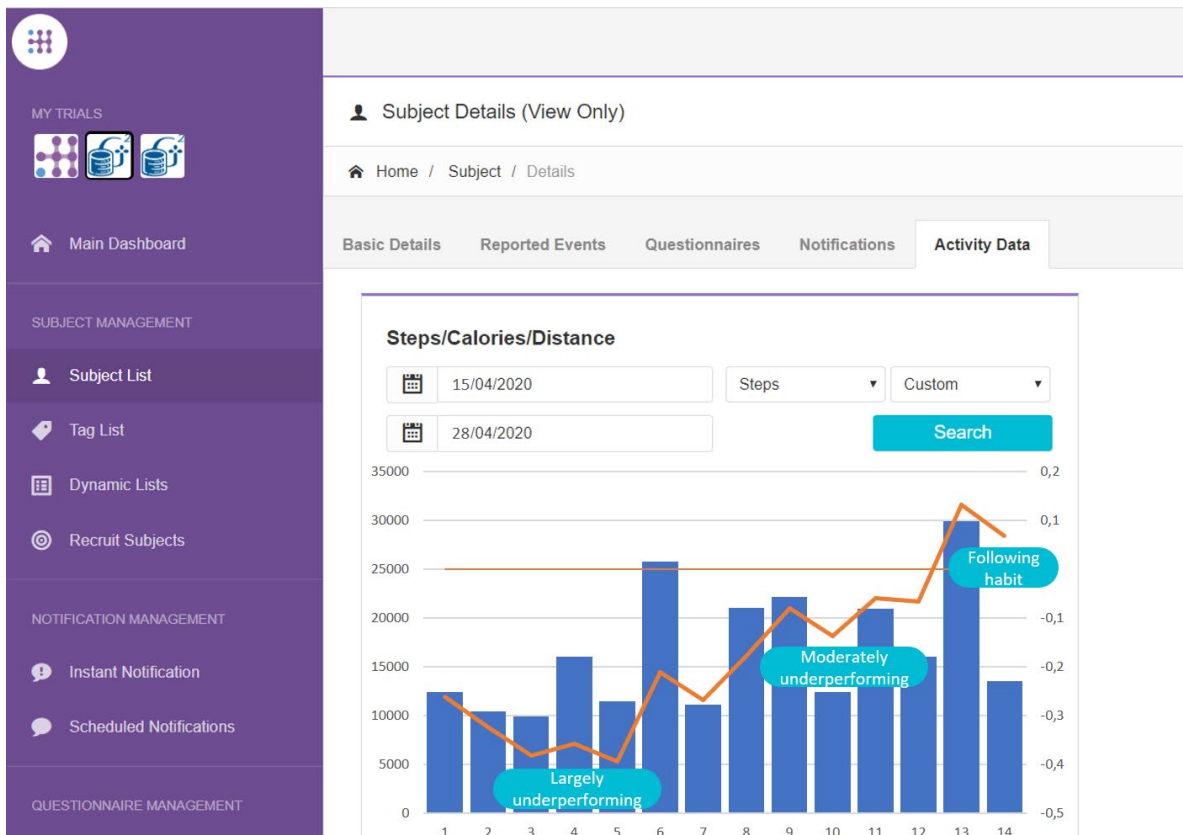 MY TRIALS
Main Dashboard
SUBJECT MANAGEMENT
Subject List
Tag List
Dynamic Lists
Recruit Subjects
NOTIFICATION MANAGEMENT
Instant Notification
Scheduled Notifications
QUESTIONNAIRE MANAGEMENT
Subject Details (View Only)
Home / Subject / Details
Basic Details Reported Events Questionnaires Notifications Activity Data
Steps/Calories/Distance
15/04/2020 Steps Custom
28/04/2020 Search
35000 0,2
30000 0,1
Following
25000
habit
20000 -0,1
Moderately
15000 -0,2
underperforming
10000 -0,3
5000 -0,4
Largely
underperforming
0 -0,5
1 2 3 4 5 6 7 8 9 10 11 12 13 14